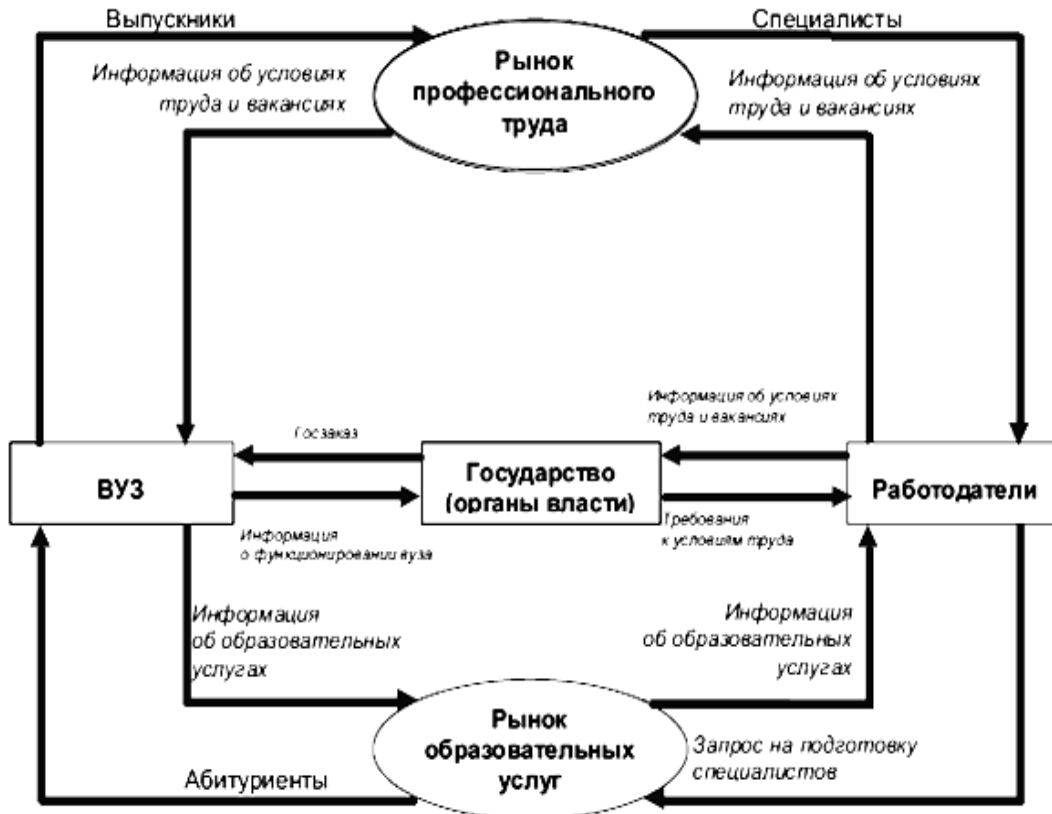 Выпускники
Специалисты
Рынок
профессионального
труда
Информация об условиях
труда и вакансиях
Информация об условиях
труда и вакансиях
Информация об условиях
труда и вакансиях
Госзаказ
ВУЗ
Государство
(органы власти)
Работодатели
Информация
о функционировании вуза
Требования
к условиям труда
Информация
об образовательных
услугах
Информация
об образовательных
услугах
Рынок
образовательных
услуг
Запрос на подготовку
специалистов
Абитуриенты